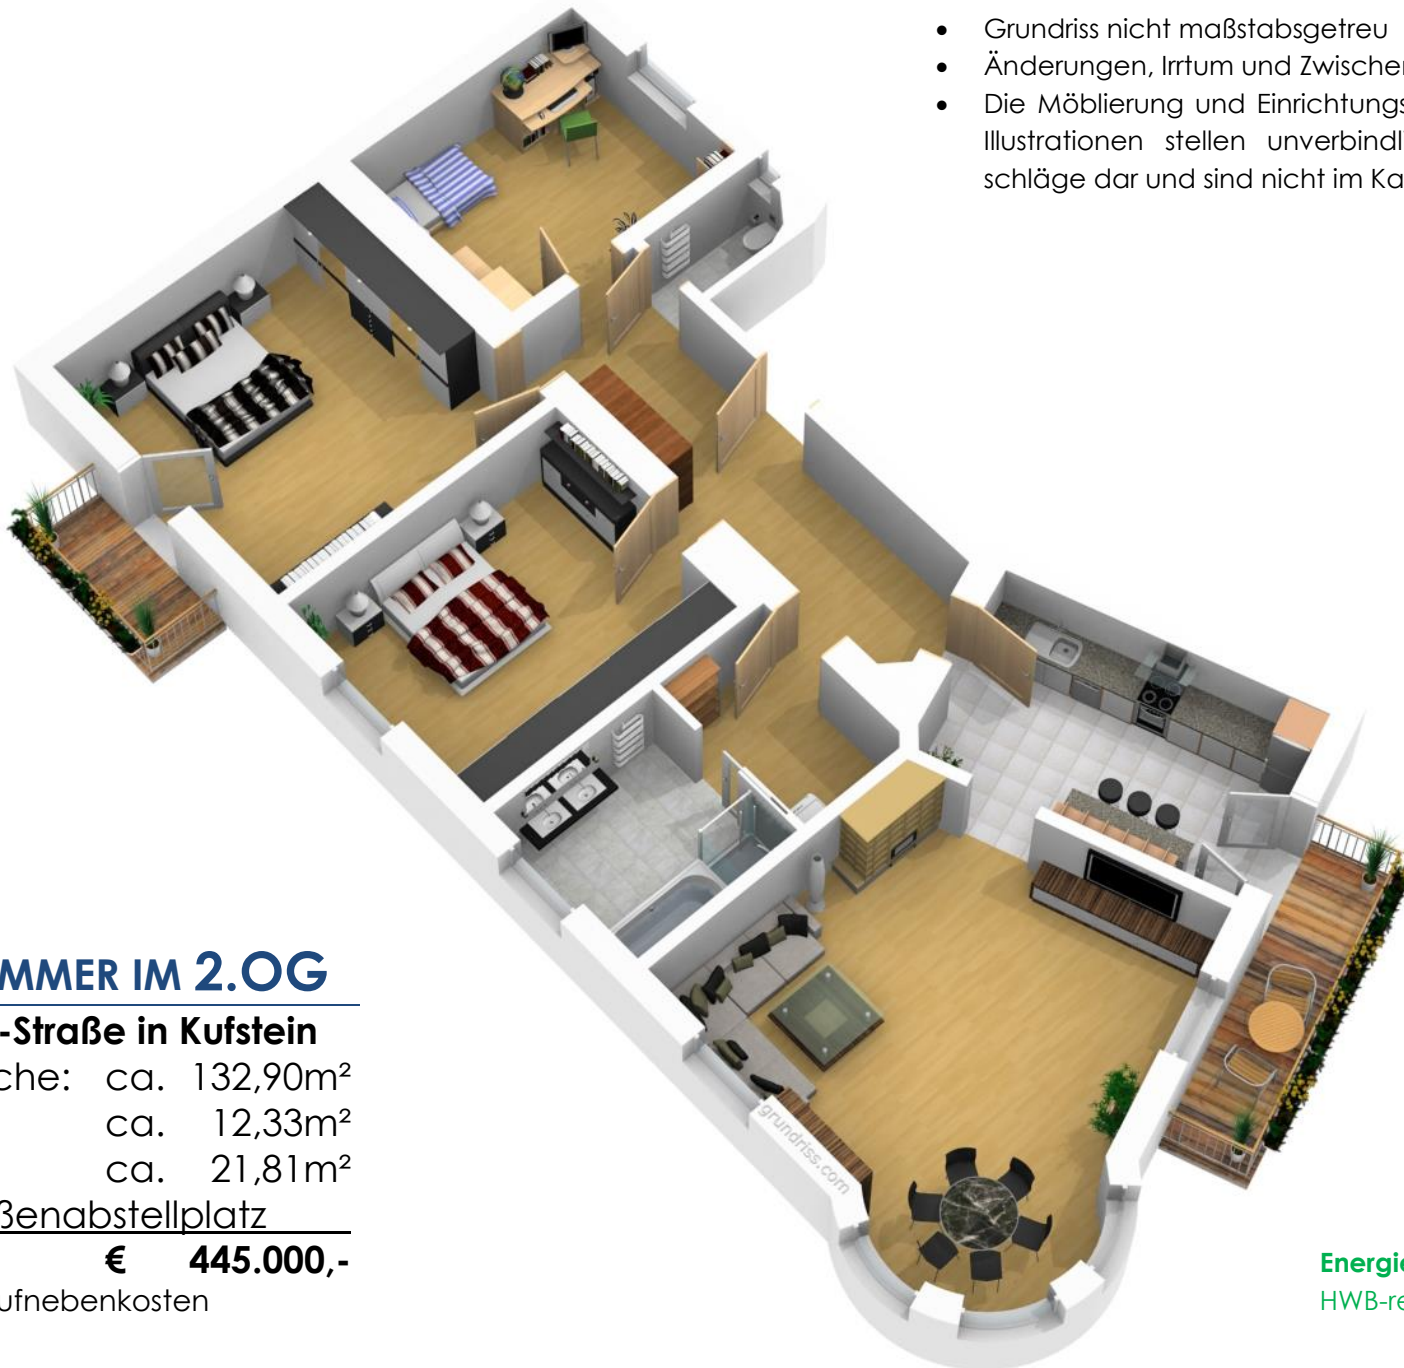 Grundriss nicht maßstabsgetreu
Änderungen, Irrtum und Zwischen
Die Möblierung und Einrichtungs
Illustrationen stellen unverbindli
schläge dar und sind nicht im Ka
MMER IM 2.OG
-Straße in Kufstein
che: ca. 132,90m²
ca. 12,33m²
ca. 21,81m²
ßenabstellplatz
€ 445.000,-
ufnebenkosten
grundriss.com
Energie
HWB-re